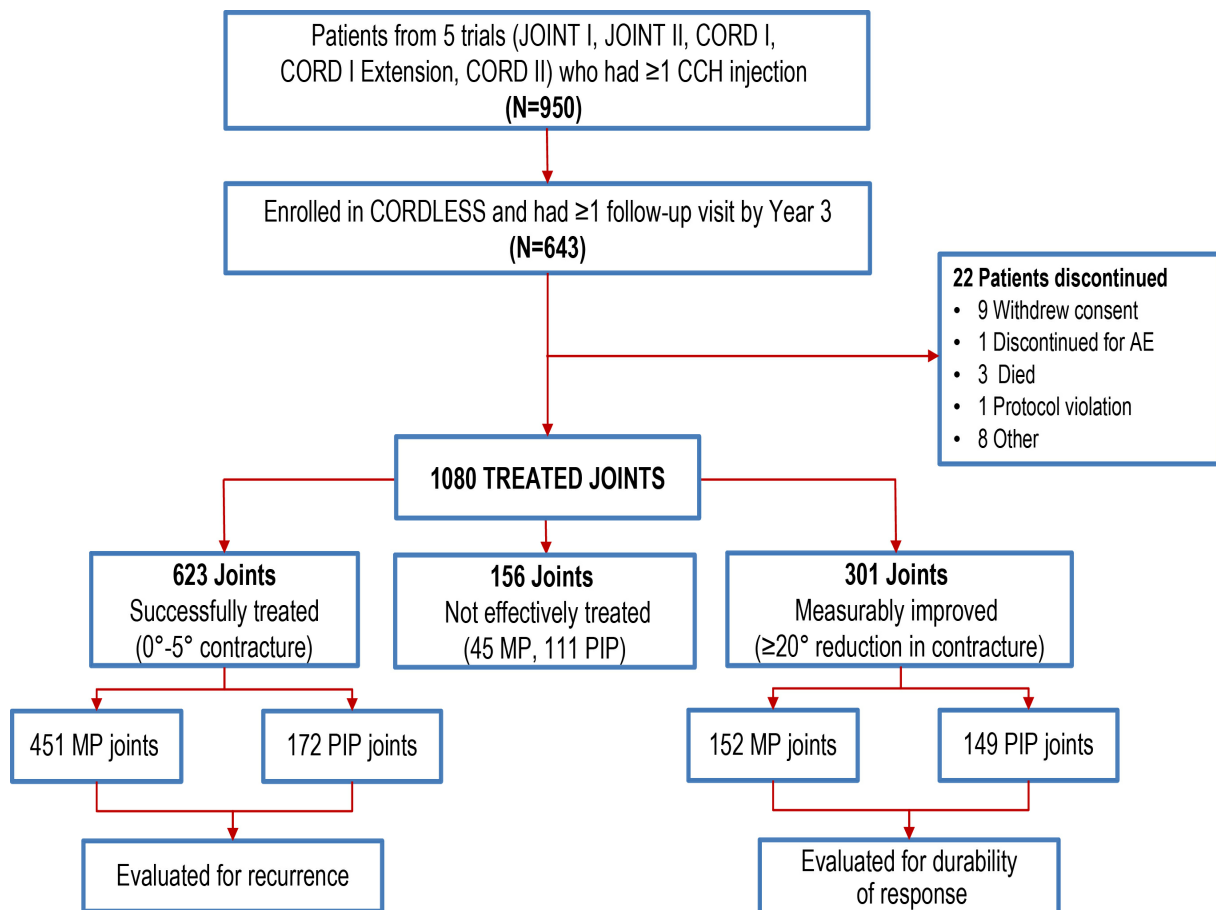 Patients from 5 trials (JOINT I, JOINT II, CORD I,
CORD I Extension, CORD II) who had ≥1 CCH injection
(N=950)
Enrolled in CORDLESS and had ≥1 follow-up visit by Year 3
(N=643)
22 Patients discontinued
• 9 Withdrew consent
• 1 Discontinued for AE
• 3 Died
• 1 Protocol violation
• 8 Other
1080 TREATED JOINTS
623 Joints
Successfully treated
(0°-5° contracture)
156 Joints
Not effectively treated
(45 MP, 111 PIP)
301 Joints
Measurably improved
(≥20° reduction in contracture)
451 MP joints
172 PIP joints
152 MP joints
149 PIP joints
Evaluated for recurrence
Evaluated for durability
of response